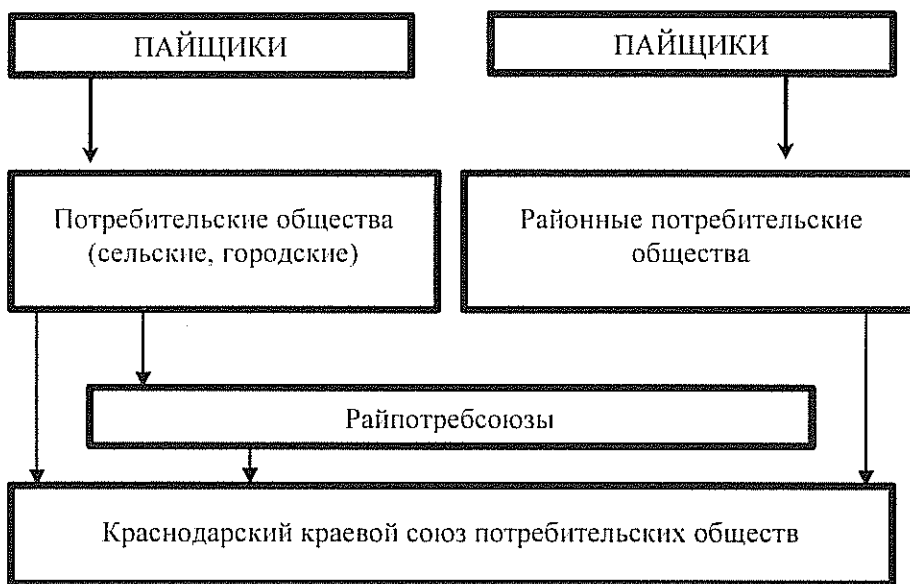 ПАЙЩИКИ
ПАЙЩИКИ
Потребительские общества
(сельские, городские)
Районные потребительские
общества
Райпотребсоюзы
Краснодарский краевой союз потребительских обществ